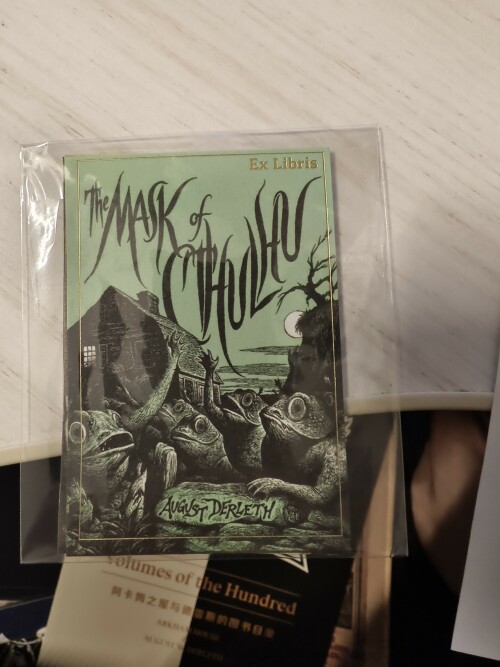 Ex Libris
The MASK of
CTHULHU
AUGUST DERLETH
Volumes of the Hundred